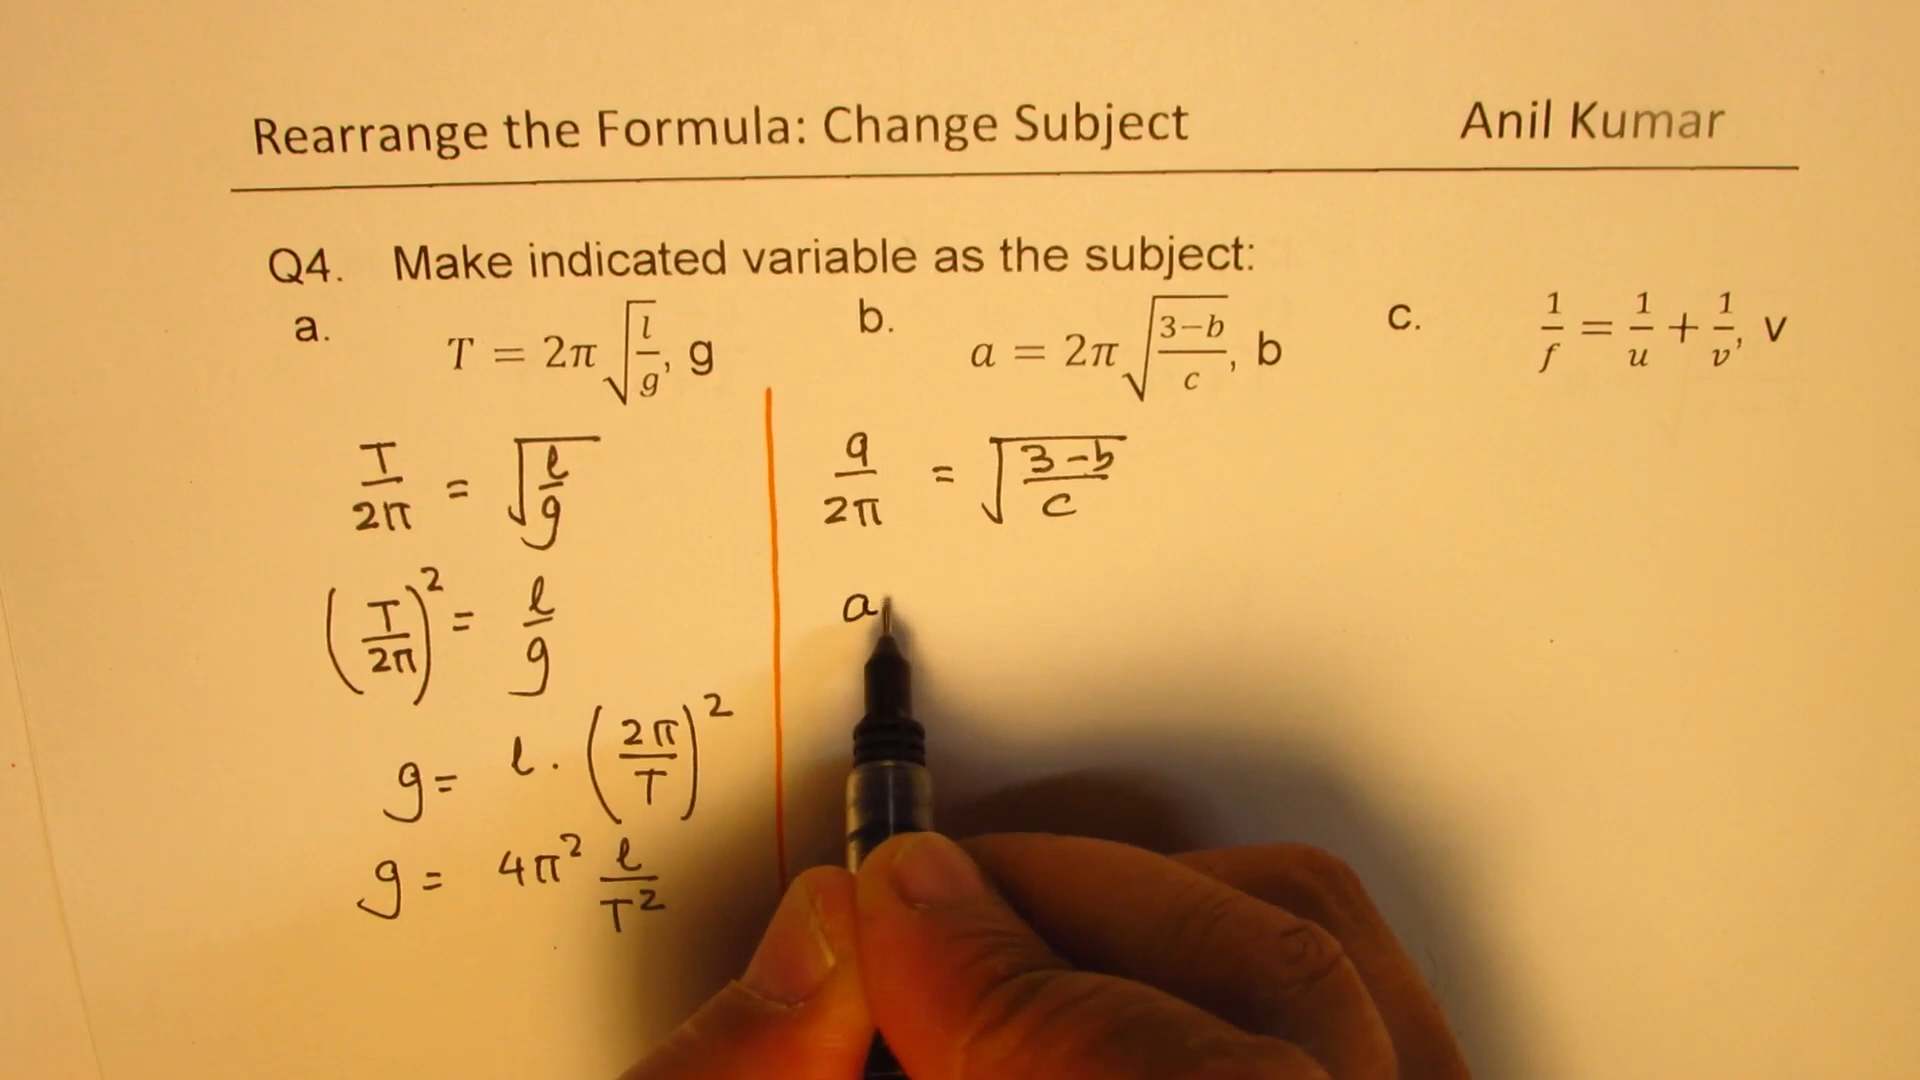 Rearrange the Formula: Change Subject Anil Kumar
Q4. Make indicated variable as the subject:
a. T = 2π√(l/g), g
b. a = 2π√((3−b)/c), b
c. 1/f = 1/u + 1/v, v
T/2π = √(l/g)
(T/2π)² = l/g
g = l · (2π/T)²
g = 4π² l/T²
a/2π = √((3−b)/c)
a